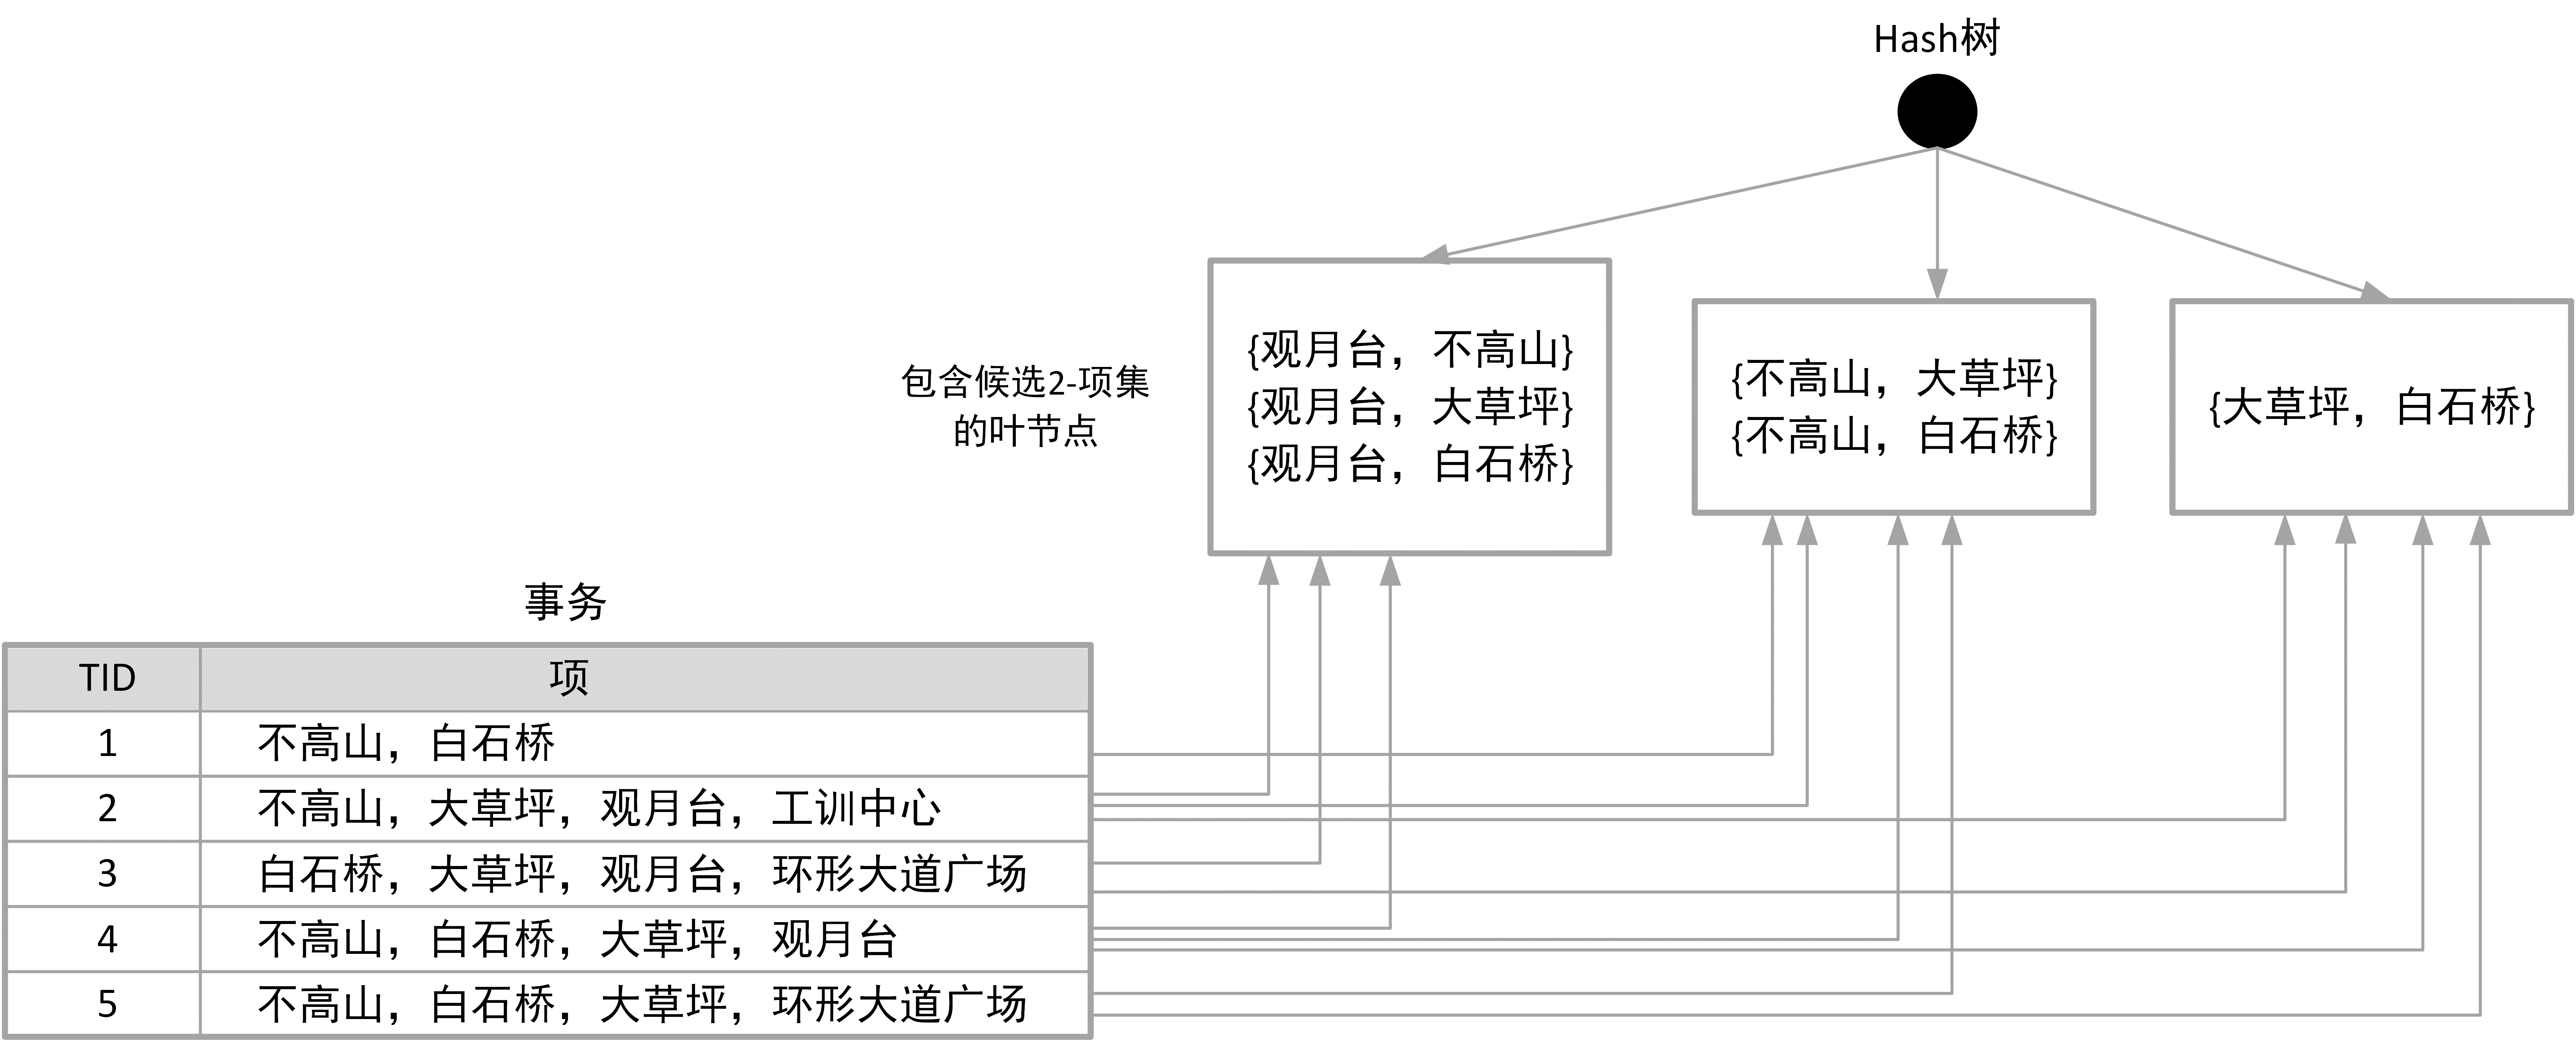 Hash树
包含候选2-项集
的叶节点
{观月台，不高山}
{观月台，大草坪}
{观月台，白石桥}
{不高山，大草坪}
{不高山，白石桥}
{大草坪，白石桥}
事务
TID 项
1 不高山，白石桥
2 不高山，大草坪，观月台，工训中心
3 白石桥，大草坪，观月台，环形大道广场
4 不高山，白石桥，大草坪，观月台
5 不高山，白石桥，大草坪，环形大道广场